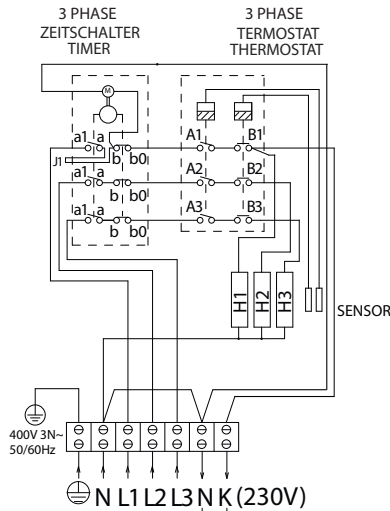 3 PHASE
ZEITSCHALTER
TIMER
3 PHASE
TERMOSTAT
THERMOSTAT
M
a1 a
J1
b b0
A1 B1
a1 a
b b0
A2 B2
a1 a
b b0
A3 B3
H1 H2 H3
SENSOR
400V 3N~
50/60Hz
N L1 L2 L3 N K (230V)